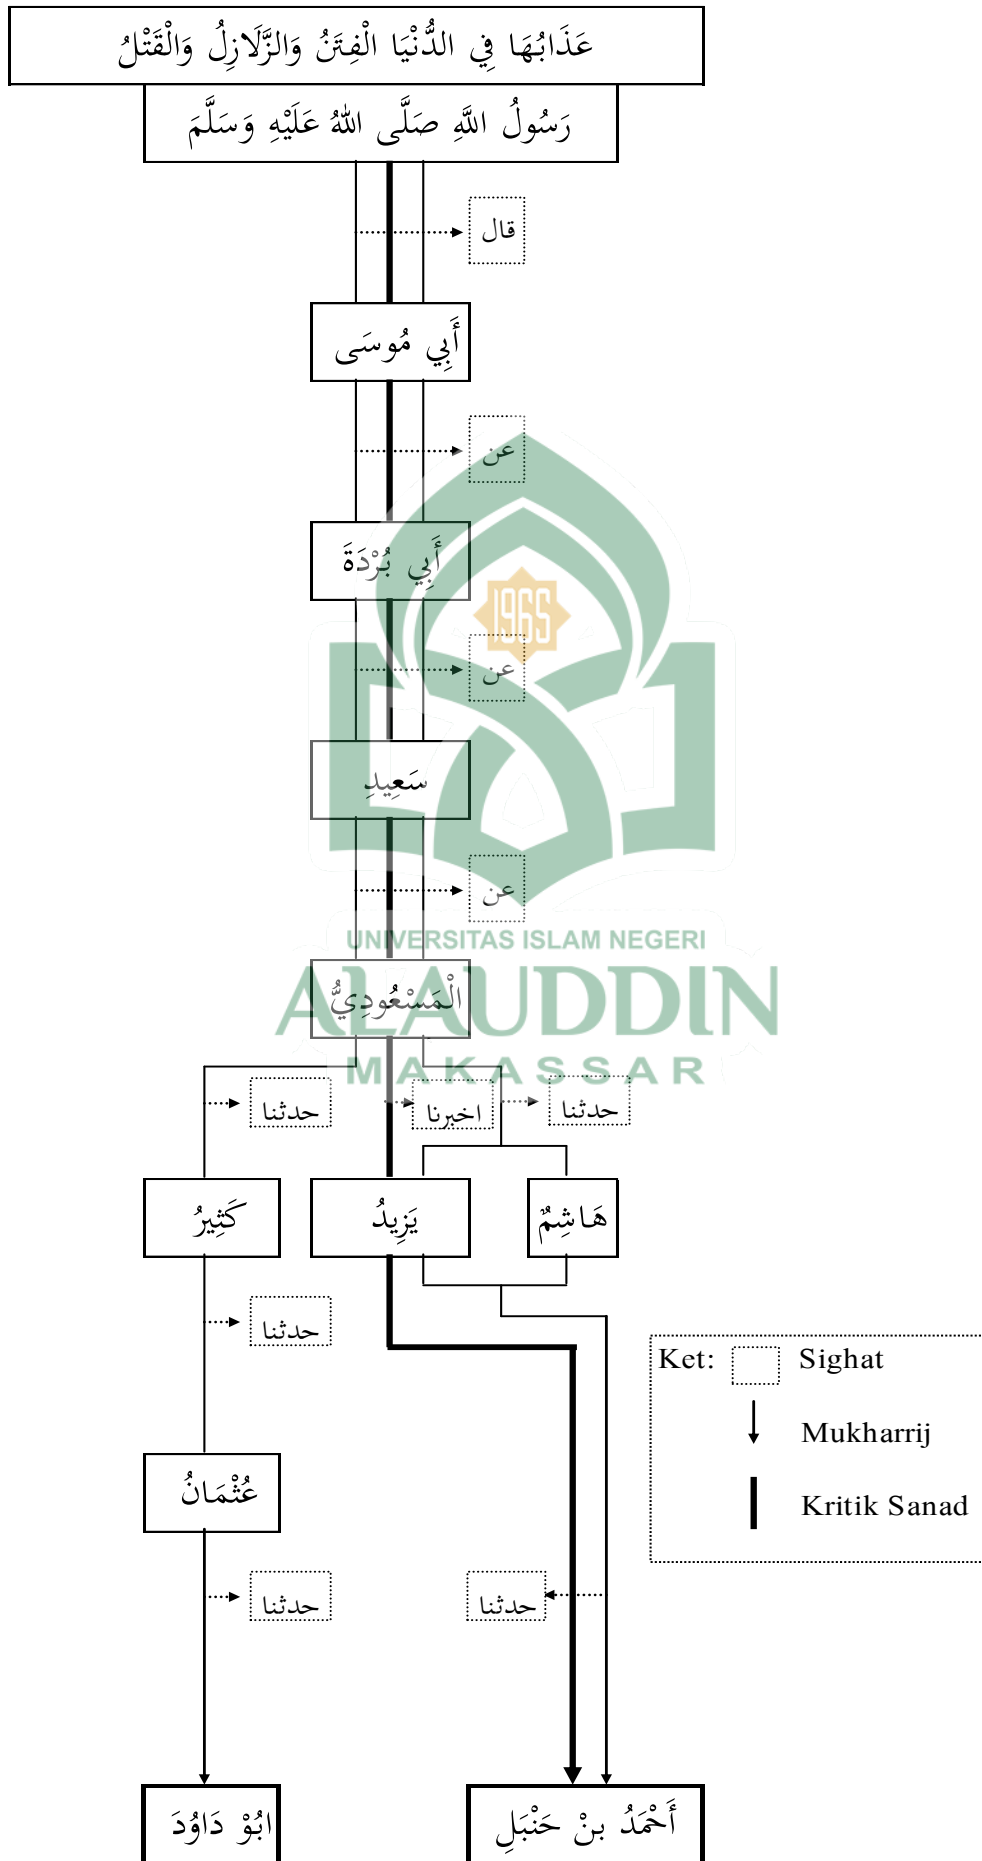 عَذَابُهَا فِي الدُّنْيَا الْفِتَنُ وَالزَّلَازِلُ وَالْقَتْلُ
رَسُولُ اللَّهِ صَلَّى اللهُ عَلَيْهِ وَسَلَّمَ
قال
أَبِي مُوسَى
عن
أَبِي بُرْدَةَ
1965
عن
سَعِيدِ
عن
UNIVERSITAS ISLAM NEGERI
الْمَسْعُودِيُّ
ALAUDDIN
MAKASSAR
حدثنا
اخبرنا
حدثنا
كَثِيرُ
يَزِيدُ
هَاشِمٌ
حدثنا
Ket: Sighat
Mukharrij
عُثْمَانُ
Kritik Sanad
حدثنا
حدثنا
ابُوْ دَاوُدَ
أَحْمَدُ بنْ حَنْبَلِ